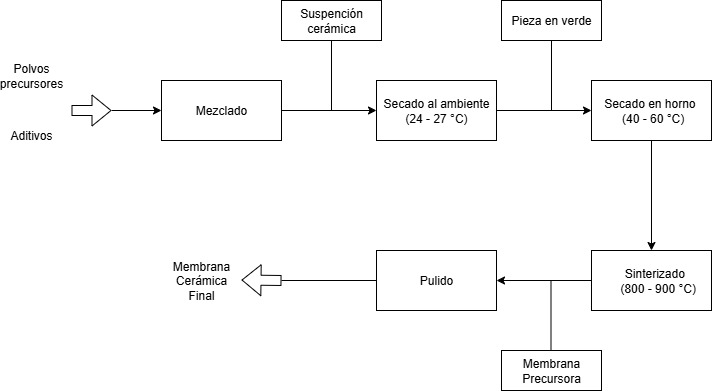 Suspención
cerámica
Pieza en verde
Polvos
precursores
Aditivos
Mezclado
Secado al ambiente
(24 - 27 °C)
Secado en horno
(40 - 60 °C)
Membrana
Cerámica
Final
Pulido
Sinterizado
(800 - 900 °C)
Membrana
Precursora